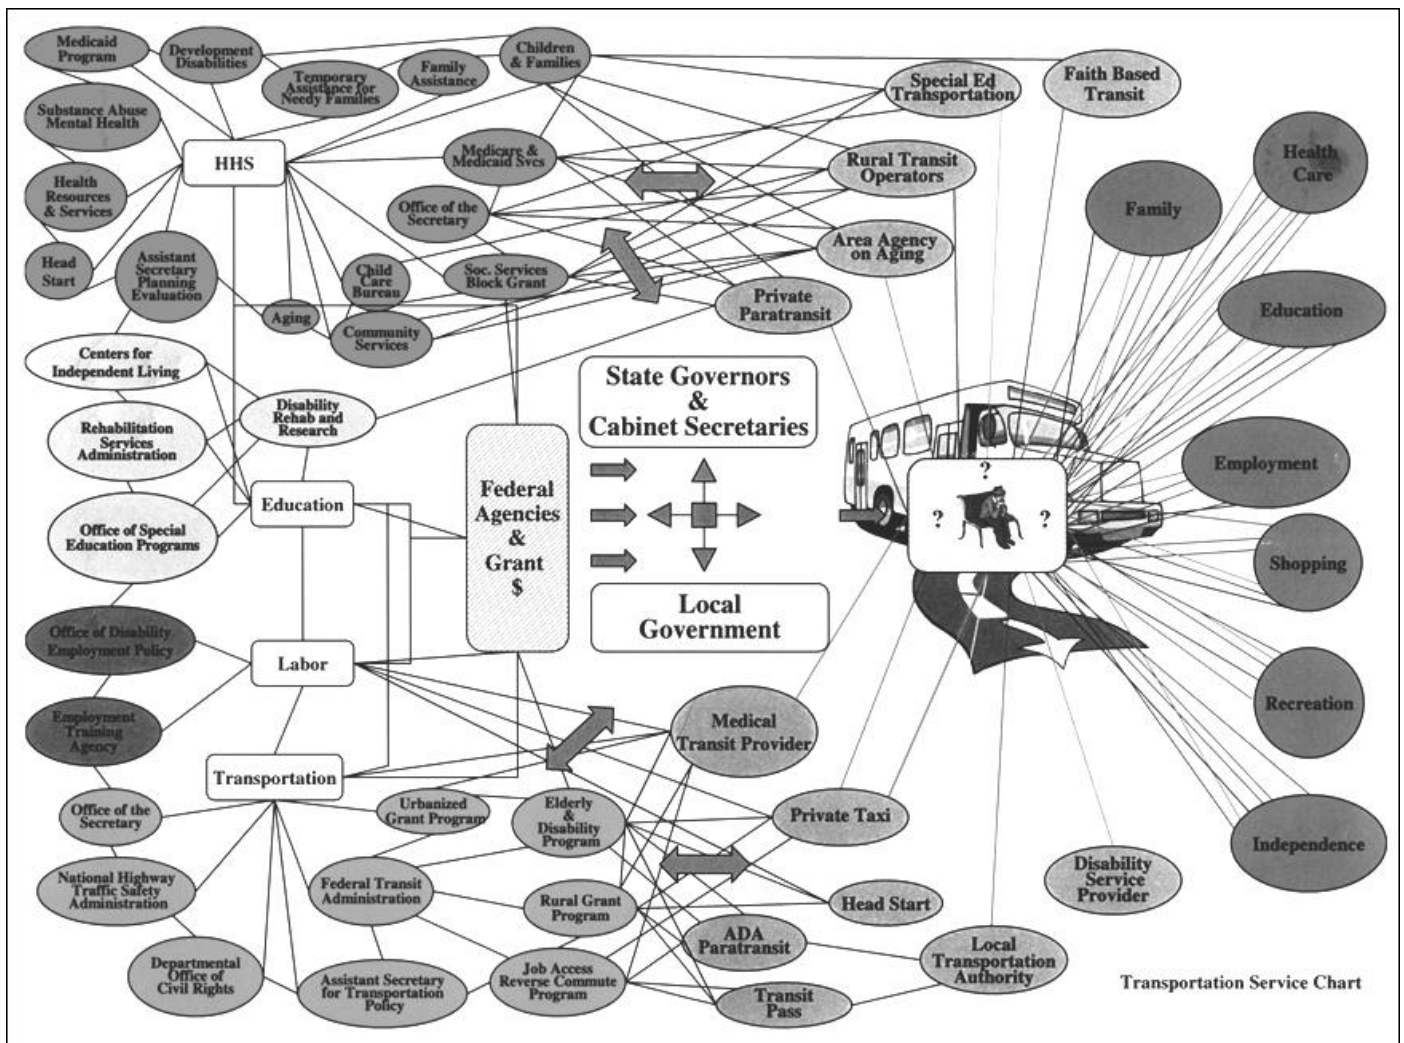 Medicaid
Program
Development
Disabilities
Temporary
Assistance for
Needy Families
Family
Assistance
Children
& Families
Special Ed
Transportation
Faith Based
Transit
Substance Abuse
Mental Health
HHS
Medicare &
Medicaid Svcs
Rural Transit
Operators
Health
Care
Health
Resources
& Services
Office of the
Secretary
Family
Head
Start
Assistant
Secretary
Planning
Evaluation
Child
Care
Bureau
Soc. Services
Block Grant
Area Agency
on Aging
Private
Paratransit
Education
Aging
Community
Services
Centers for
Independent Living
State Governors
&
Cabinet Secretaries
Rehabilitation
Services
Administration
Disability
Rehab and
Research
Employment
Education
Federal
Agencies
&
Grant
$
?
?
?
Office of Special
Education Programs
Shopping
Local
Government
Office of Disability
Employment Policy
Labor
Recreation
Employment
Training
Agency
Medical
Transit Provider
Transportation
Office of the
Secretary
Urbanized
Grant Program
Elderly
&
Disability
Program
Private Taxi
Independence
National Highway
Traffic Safety
Administration
Federal Transit
Administration
Rural Grant
Program
Head Start
Disability
Service
Provider
ADA
Paratransit
Departmental
Office of
Civil Rights
Assistant Secretary
for Transportation
Policy
Job Access
Reverse Commute
Program
Transit
Pass
Local
Transportation
Authority
Transportation Service Chart